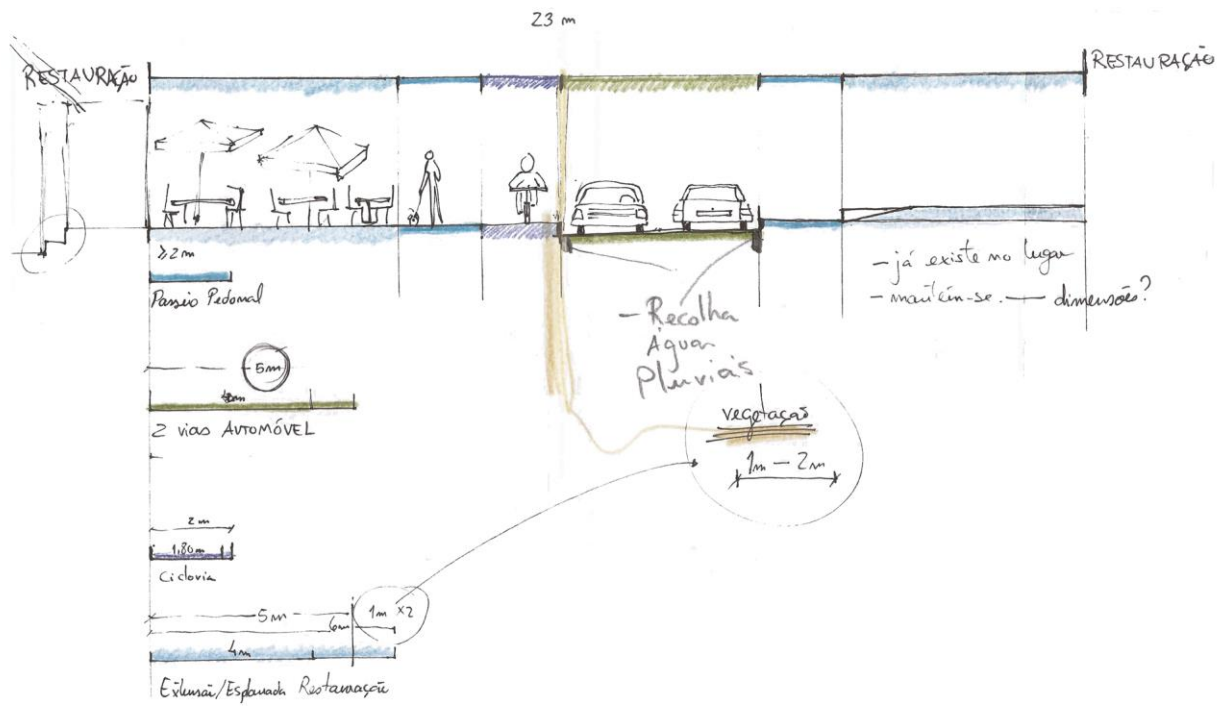 23 m
RESTAURAÇÃO
RESTAURAÇÃO
≥2m
Passeio Pedonal
- já existe no lugar
- mantém-se. — dimensões?
- Recolha
Águas
Pluviais
5m
2 vias AUTOMÓVEL
vegetação
1m — 2m
2m
1,80m
Ciclovia
5m
1m x2
6m
4m
Extensão/Esplanada Restauração